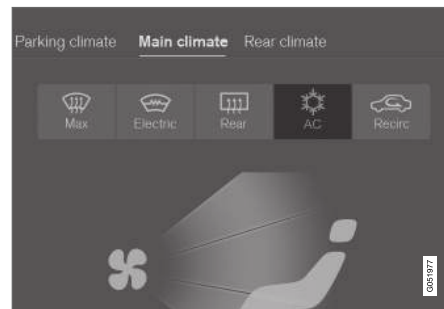 Parking climate Main climate Rear climate
Max Electric Rear AC Recirc
G051977